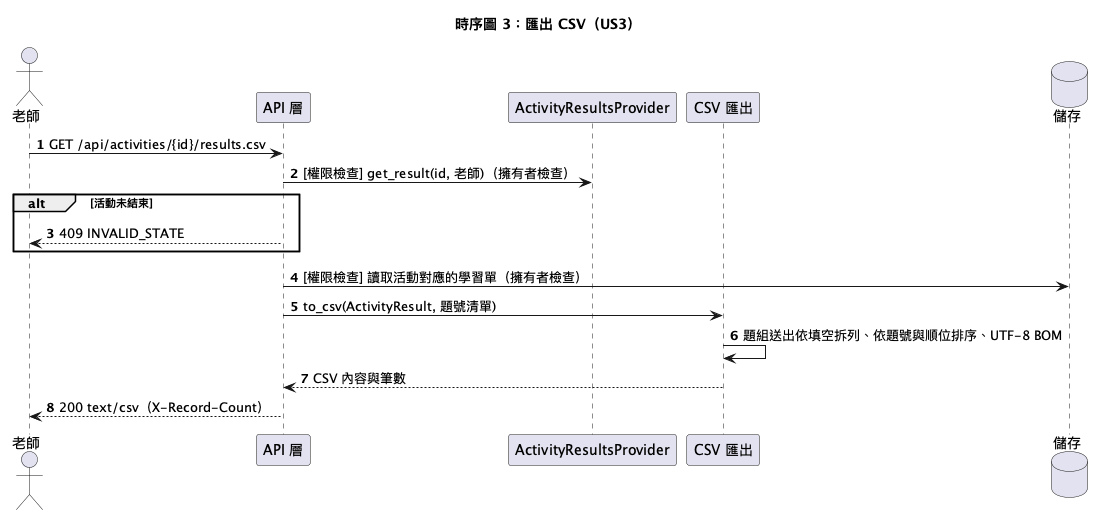 時序圖 3：匯出 CSV（US3）
老師
API 層
ActivityResultsProvider
CSV 匯出
儲存
1 GET /api/activities/{id}/results.csv
2 [權限檢查] get_result(id, 老師)（擁有者檢查）
alt [活動未結束]
3 409 INVALID_STATE
4 [權限檢查] 讀取活動對應的學習單（擁有者檢查）
5 to_csv(ActivityResult, 題號清單)
6 題組送出依填空拆列、依題號與順位排序、UTF-8 BOM
7 CSV 內容與筆數
8 200 text/csv（X-Record-Count）
老師
API 層
ActivityResultsProvider
CSV 匯出
儲存